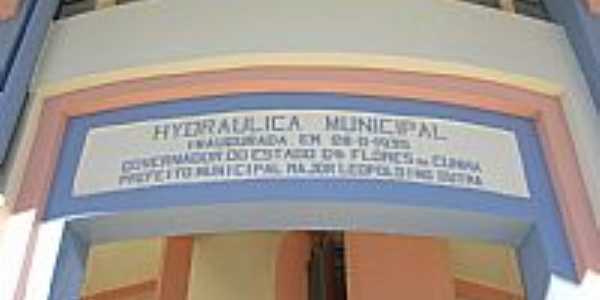 HYDRAULICA MUNICIPAL
INAUGURADA EM
GOVERNADOR DO ESTADO DR FLORES DA CUNHA
PREFEITO MUNICIPAL MAJOR LEOPOLDINO DUTRA